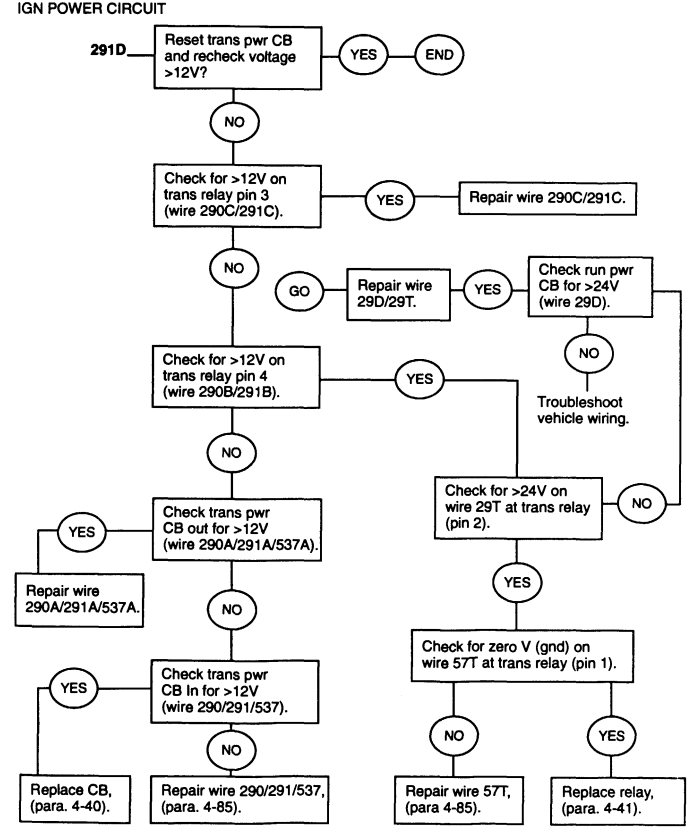 IGN POWER CIRCUIT
291D
Reset trans pwr CB
and recheck voltage
>12V?
YES
END
NO
Check for >12V on
trans relay pin 3
(wire 290C/291C).
YES
Repair wire 290C/291C.
NO
GO
Repair wire
29D/29T.
YES
Check run pwr
CB for >24V
(wire 29D).
NO
Troubleshoot
vehicle wiring.
Check for >12V on
trans relay pin 4
(wire 290B/291B).
YES
NO
Check for >24V on
wire 29T at trans relay
(pin 2).
NO
YES
Check trans pwr
CB out for >12V
(wire 290A/291A/537A).
YES
Repair wire
290A/291A/537A.
NO
Check for zero V (gnd) on
wire 57T at trans relay (pin 1).
Check trans pwr
CB In for >12V
(wire 290/291/537).
YES
NO
NO
YES
Replace CB,
(para. 4-40).
Repair wire 290/291/537,
(para. 4-85).
Repair wire 57T,
(para 4-85).
Replace relay,
(para. 4-41).